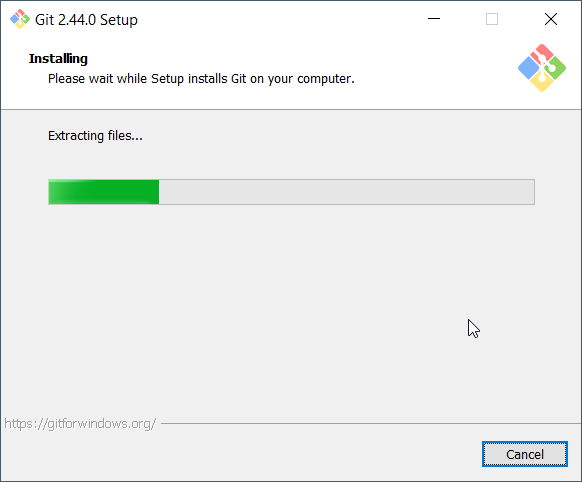 Git 2.44.0 Setup
Installing
Please wait while Setup installs Git on your computer.
Extracting files...
https://gitforwindows.org/
Cancel